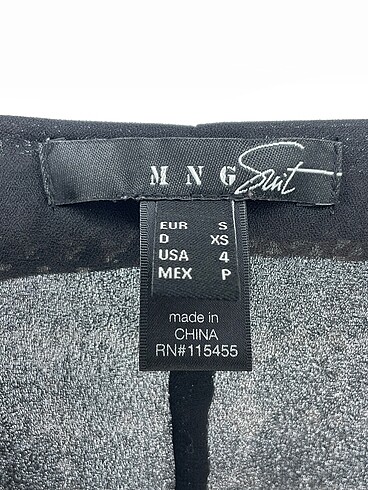 MNG Suit
EUR S
D XS
USA 4
MEX P
made in
CHINA
RN#115455